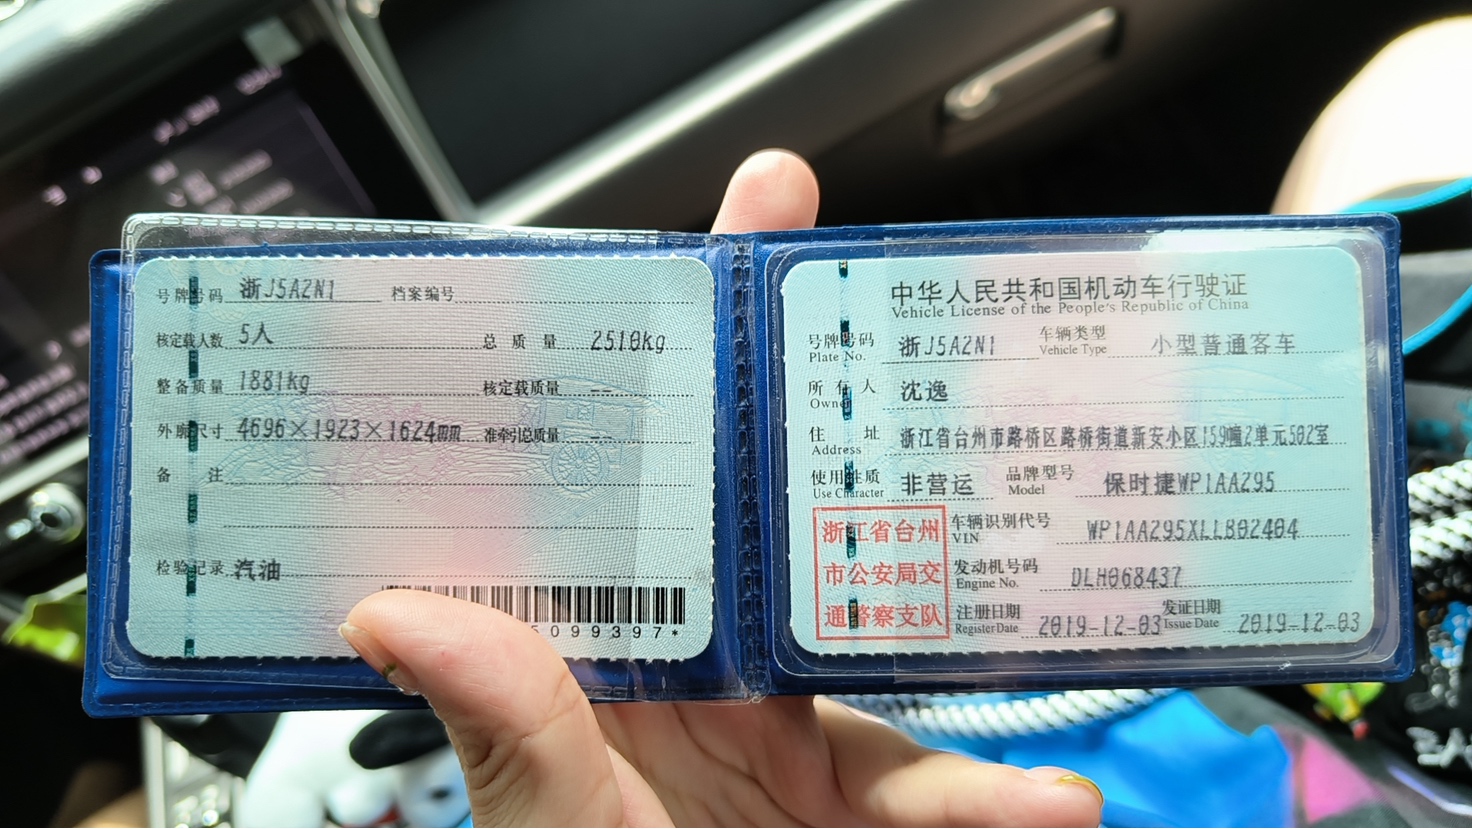 号牌号码 浙J5A2N1 档案编号
核定载人数 5人 总质量 2510kg
整备质量 1881kg 核定载质量 --
外廓尺寸 4696×1923×1624mm 准牵引总质量 --
备注
检验记录 汽油
5099397*
中华人民共和国机动车行驶证
Vehicle License of the People's Republic of China
号牌号码 浙J5A2N1 车辆类型 小型普通客车
Plate No. Vehicle Type
所有人 沈逸
Owner
住址 浙江省台州市路桥区路桥街道新安小区159幢2单元502室
Address
使用性质 非营运 品牌型号 保时捷WP1AA295
Use Character Model
浙江省台州
市公安局交
通警察支队
车辆识别代号 WP1AA295XLLB02404
VIN
发动机号码 DLH068437
Engine No.
注册日期 2019-12-03 发证日期 2019-12-03
Register Date Issue Date